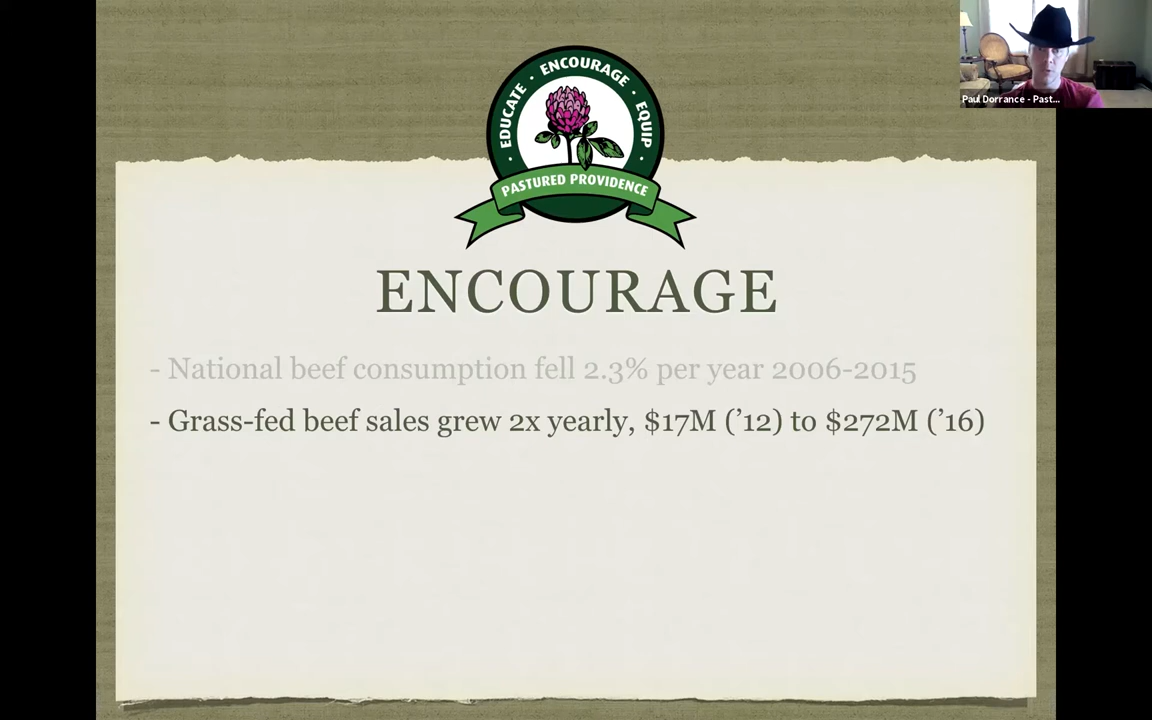 Paul Dorrance - Past...
· EDUCATE · ENCOURAGE · EQUIP ·
PASTURED PROVIDENCE
ENCOURAGE
- National beef consumption fell 2.3% per year 2006-2015
- Grass-fed beef sales grew 2x yearly, $17M (’12) to $272M (’16)